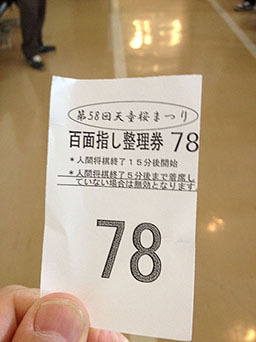 第58回天童桜まつり
百面指し整理券 78
*人間将棋終了15分後開始
*人間将棋終了5分後まで着席し
ていない場合は無効となります
78